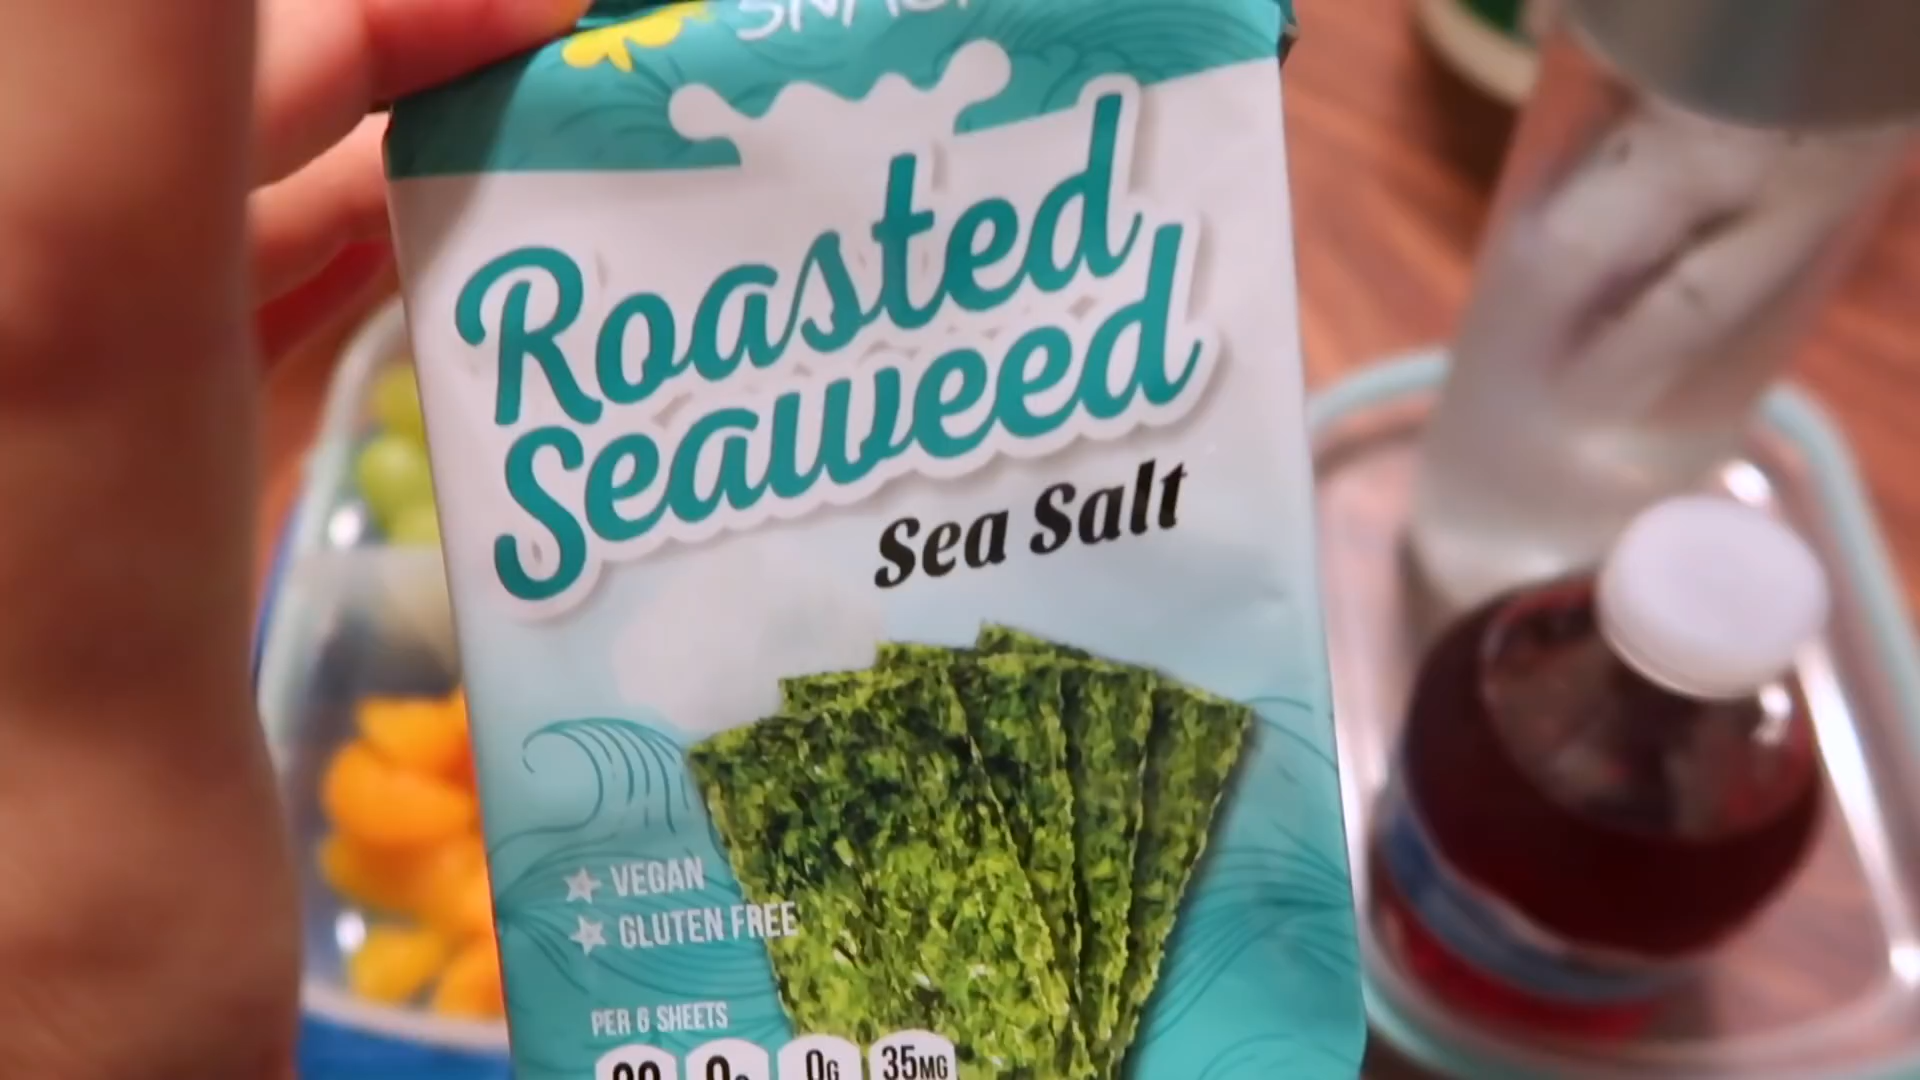 Roasted
Seaweed
Sea Salt
VEGAN
GLUTEN FREE
PER 6 SHEETS
0G 35MG